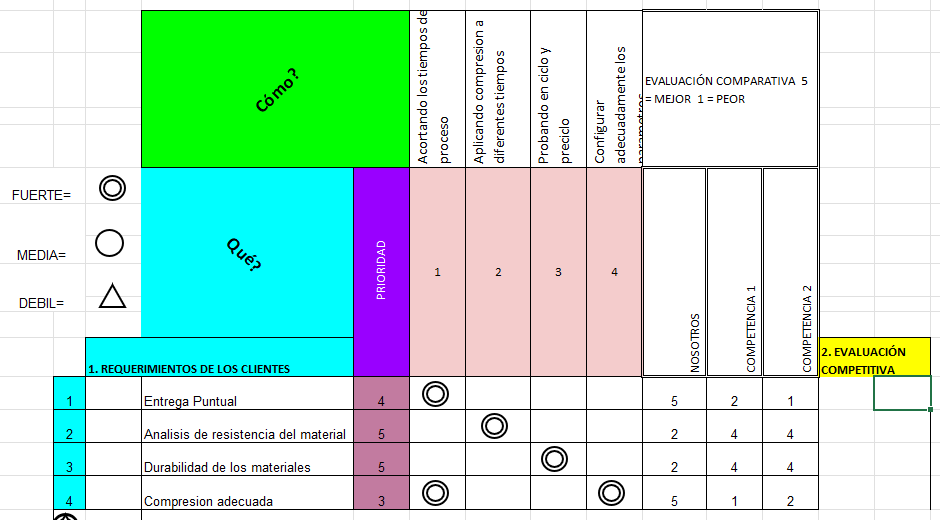 Cómo?
Acortando los tiempos de
proceso
Aplicando compresion a
diferentes tiempos
Probando en ciclo y
preciclo
Configurar
adecuadamente los
parametros
EVALUACIÓN COMPARATIVA 5
= MEJOR 1 = PEOR
FUERTE=
MEDIA=
DEBIL=
Qué?
PRIORIDAD
1 2 3 4
NOSOTROS
COMPETENCIA 1
COMPETENCIA 2
1. REQUERIMIENTOS DE LOS CLIENTES
2. EVALUACIÓN
COMPETITIVA
1 Entrega Puntual 4 5 2 1
2 Analisis de resistencia del material 5 2 4 4
3 Durabilidad de los materiales 5 2 4 4
4 Compresion adecuada 3 5 1 2